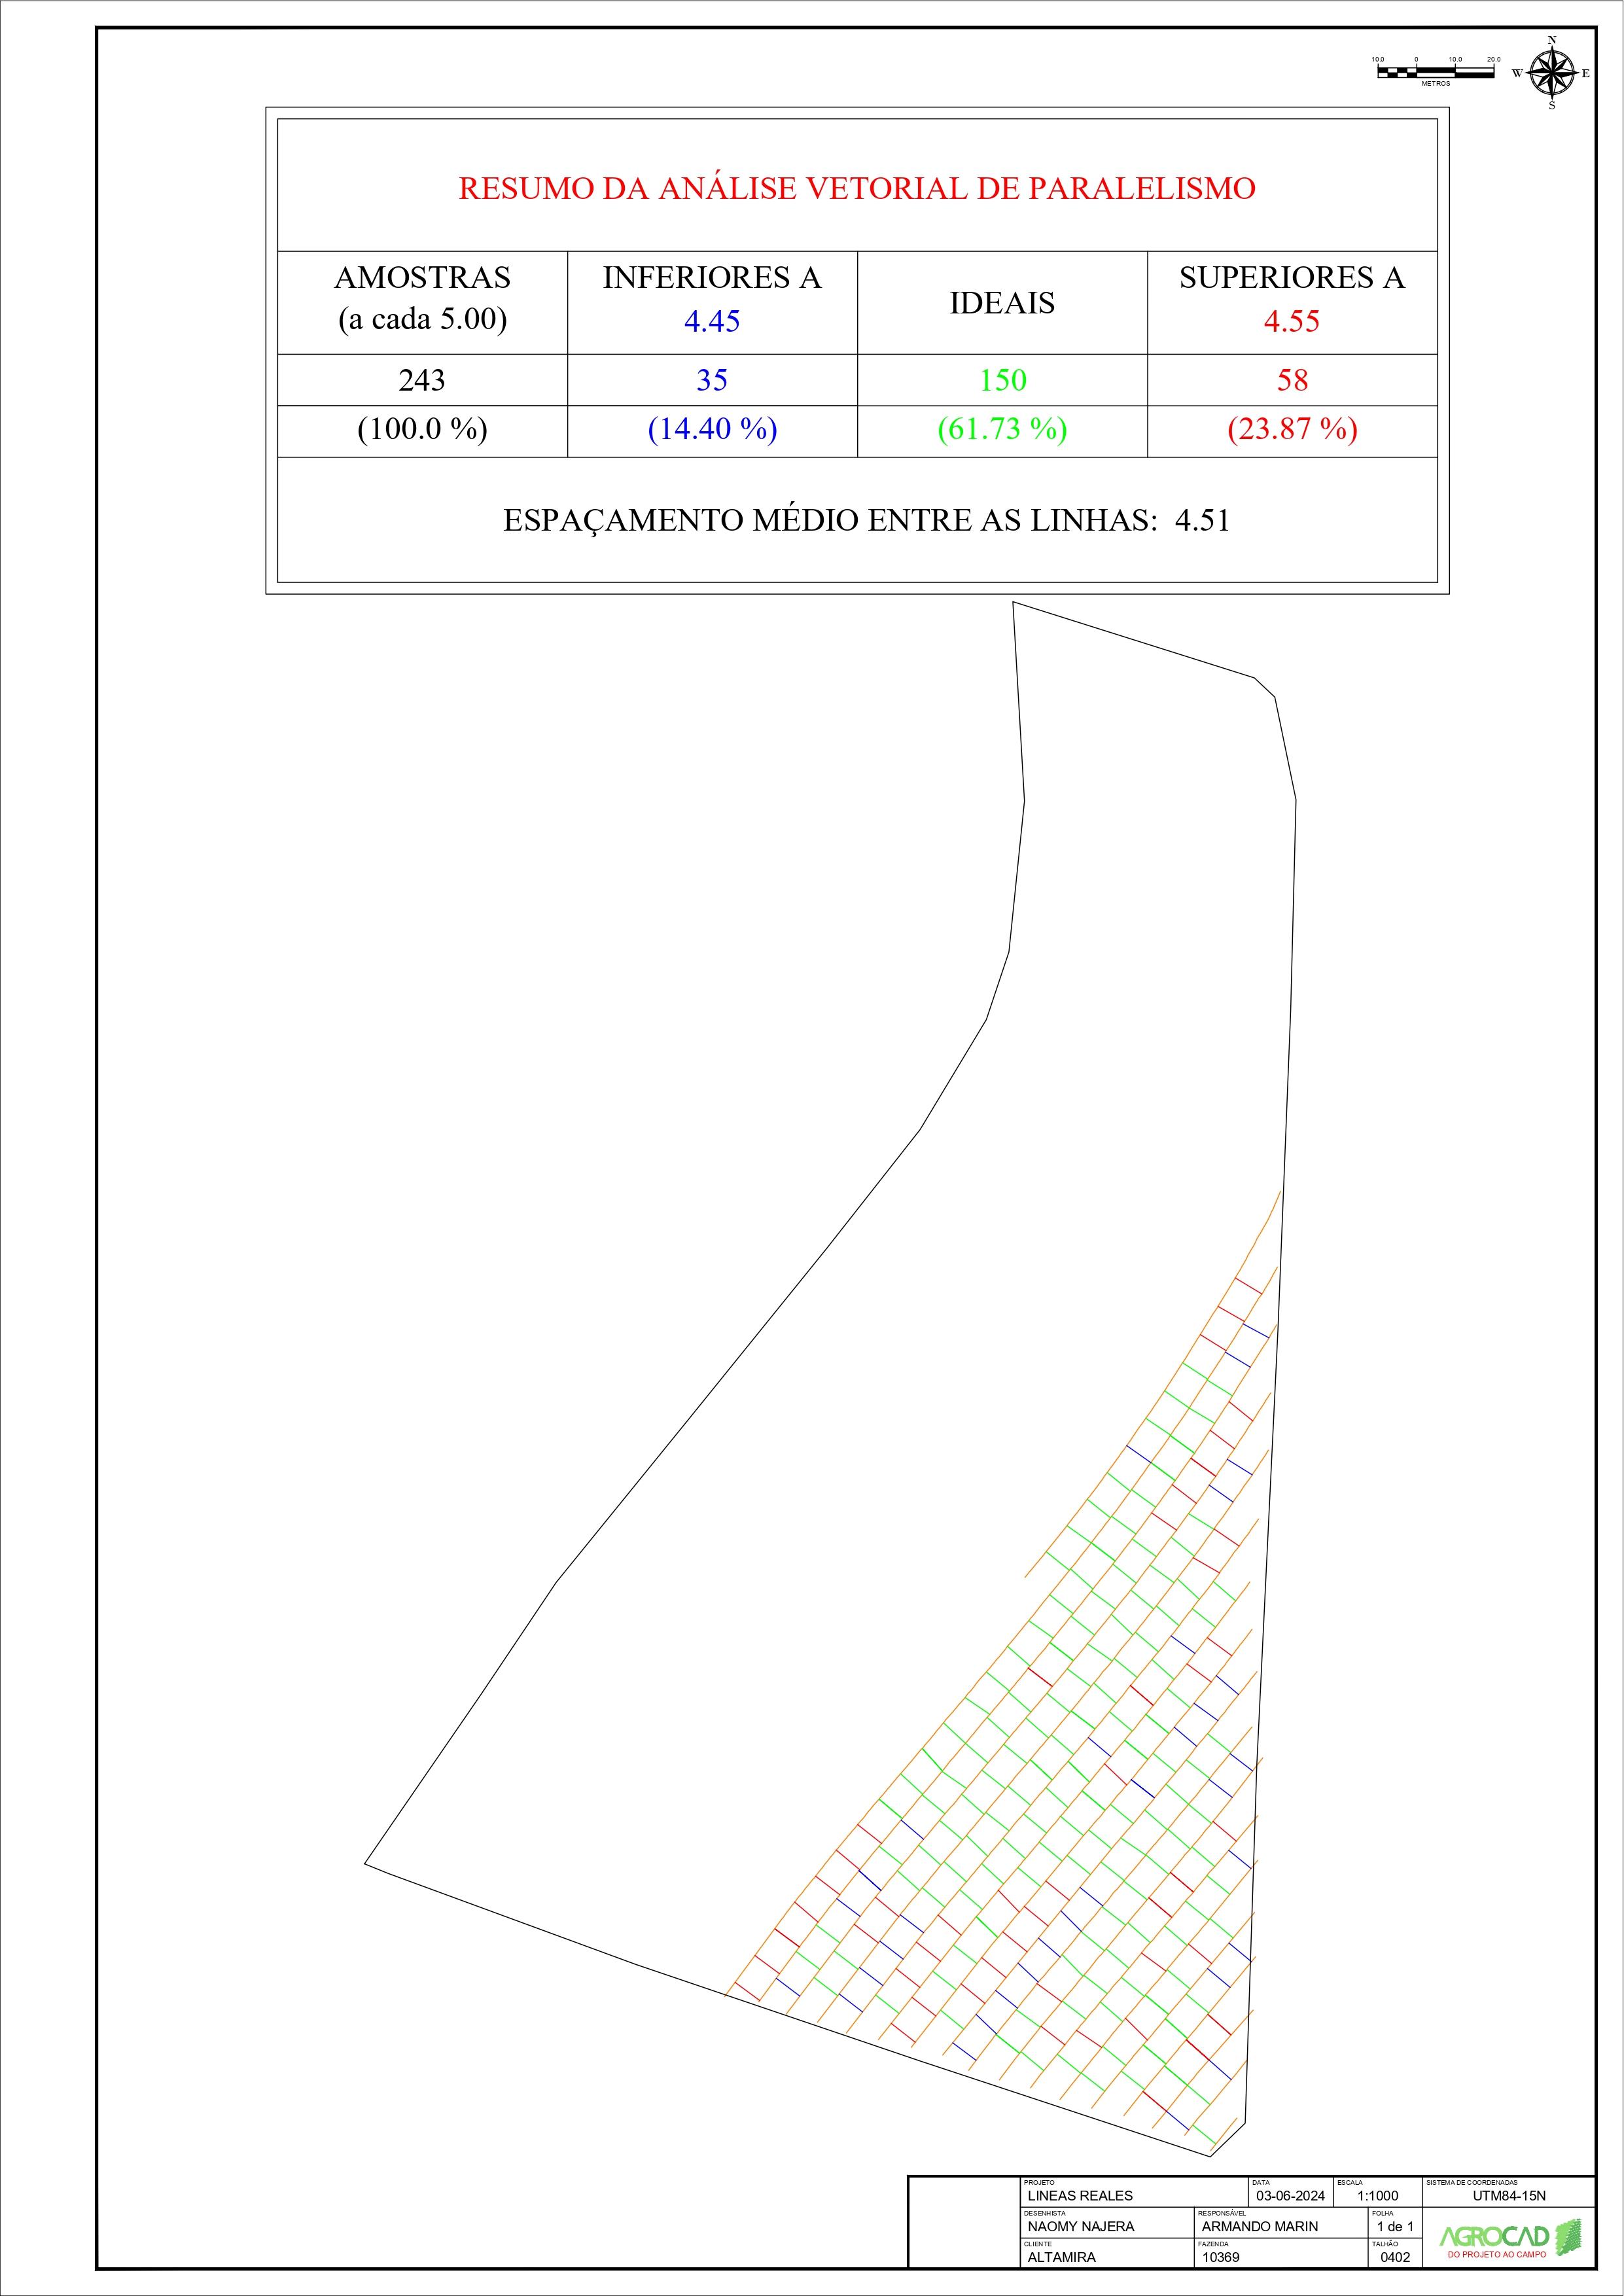 N
W
E
S
10.0 0 10.0 20.0
METROS
RESUMO DA ANÁLISE VETORIAL DE PARALELISMO
AMOSTRAS
(a cada 5.00)
INFERIORES A
4.45
IDEAIS
SUPERIORES A
4.55
243 35 150 58
(100.0 %) (14.40 %) (61.73 %) (23.87 %)
ESPAÇAMENTO MÉDIO ENTRE AS LINHAS: 4.51
PROJETO
LINEAS REALES
DATA
03-06-2024
ESCALA
1:1000
SISTEMA DE COORDENADAS
UTM84-15N
DESENHISTA
NAOMY NAJERA
RESPONSÁVEL
ARMANDO MARIN
FOLHA
1 de 1
CLIENTE
ALTAMIRA
FAZENDA
10369
TALHÃO
0402
AGROCAD
DO PROJETO AO CAMPO